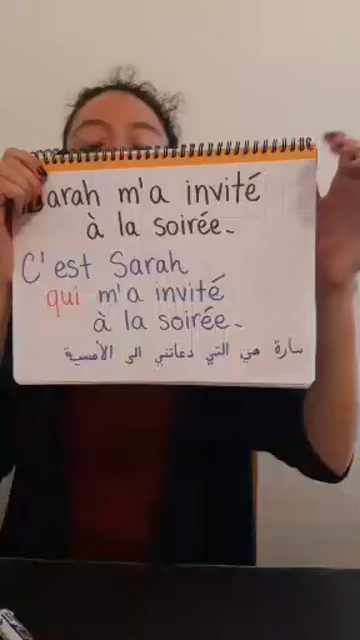 Sarah m'a invité
à la soirée.
C'est Sarah
qui m'a invité
à la soirée.
سارة هي التي دعاتني الى الأمسية